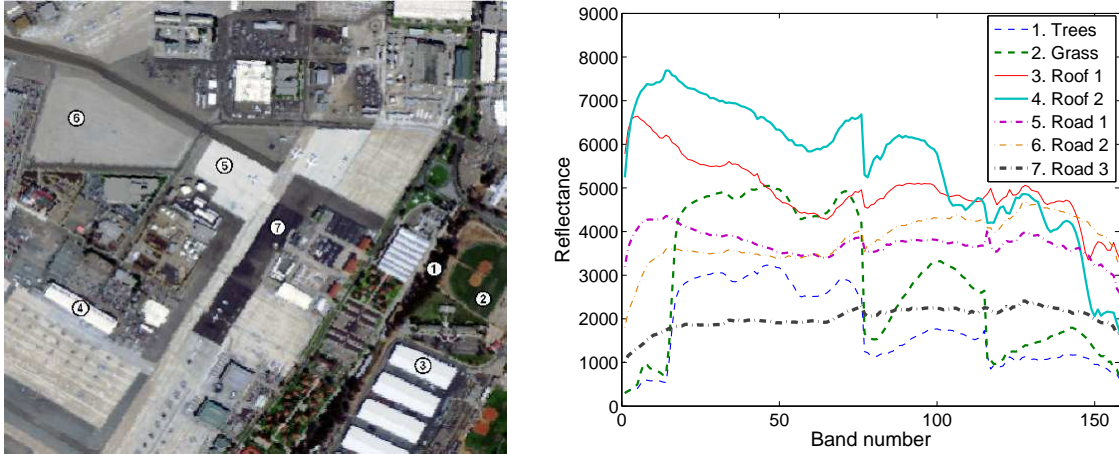 6
5
7
1
2
4
3
9000
8000
7000
6000
5000
4000
3000
2000
1000
0
Reflectance
0
50
100
150
Band number
1. Trees
2. Grass
3. Roof 1
4. Roof 2
5. Road 1
6. Road 2
7. Road 3